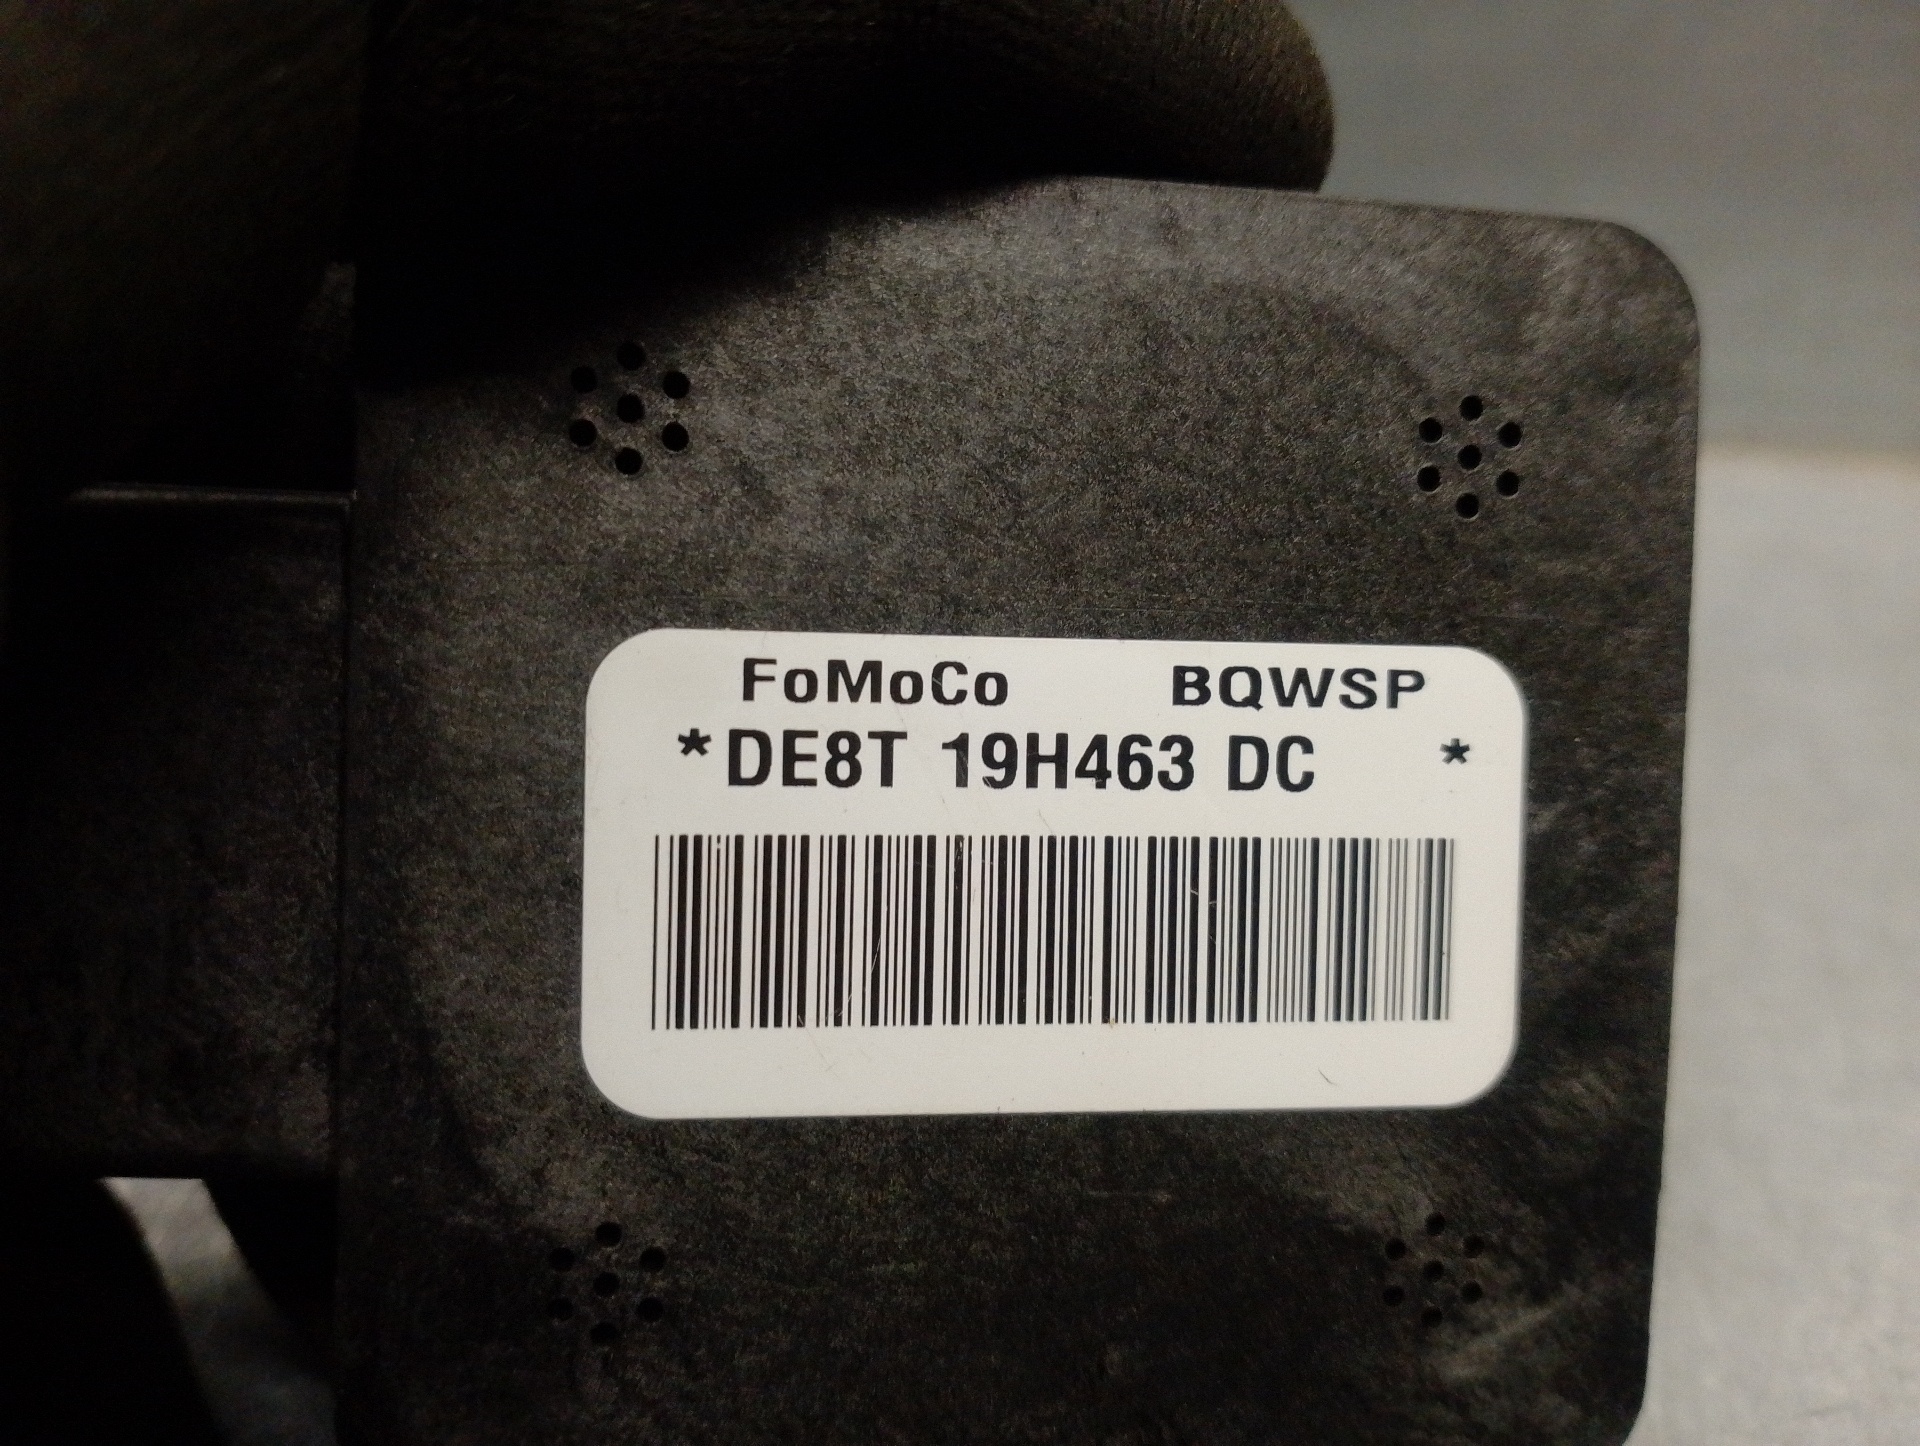 FoMoCo BQWSP
*DE8T 19H463 DC *